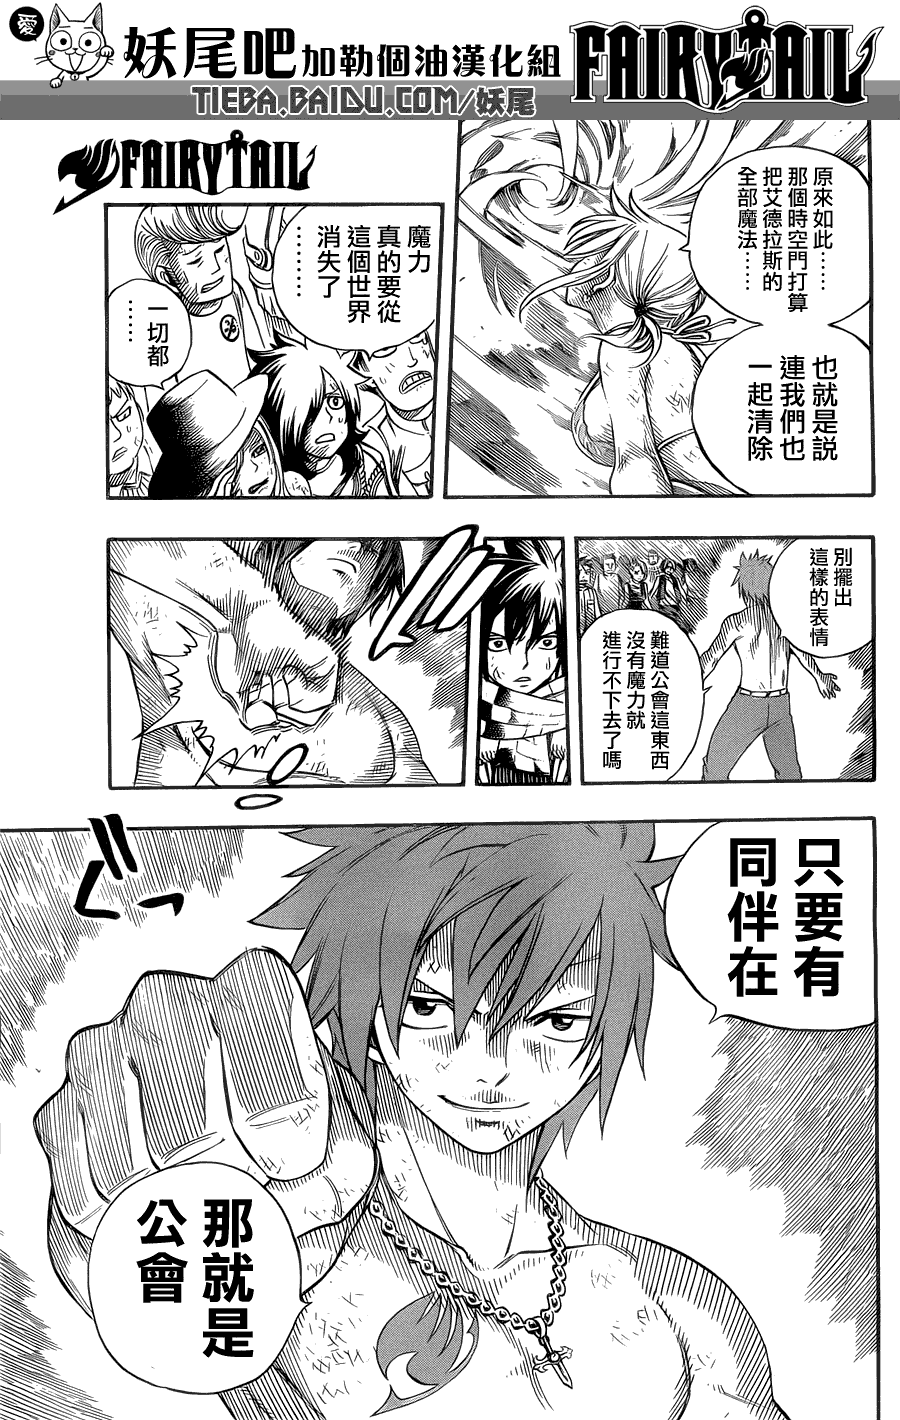 愛
妖尾吧加勒個油漢化組
TIEBA.BAIDU.COM/妖尾
FAIRY TAIL
FAIRY TAIL
原來如此……
那個時空門打算
把艾德拉斯的
全部魔法……
也就是説
連我們也
一起清除
魔力
真的要從
這個世界
消失了
………
一切都
……
別擺出
這樣的表情
難道公會這東西
沒有魔力就
進行不下去了嗎
只要有
同伴在
那就是
公會